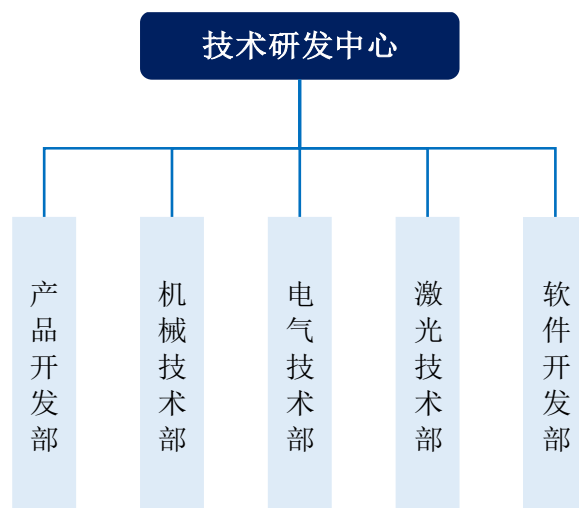 技术研发中心
产品开发部
机械技术部
电气技术部
激光技术部
软件开发部